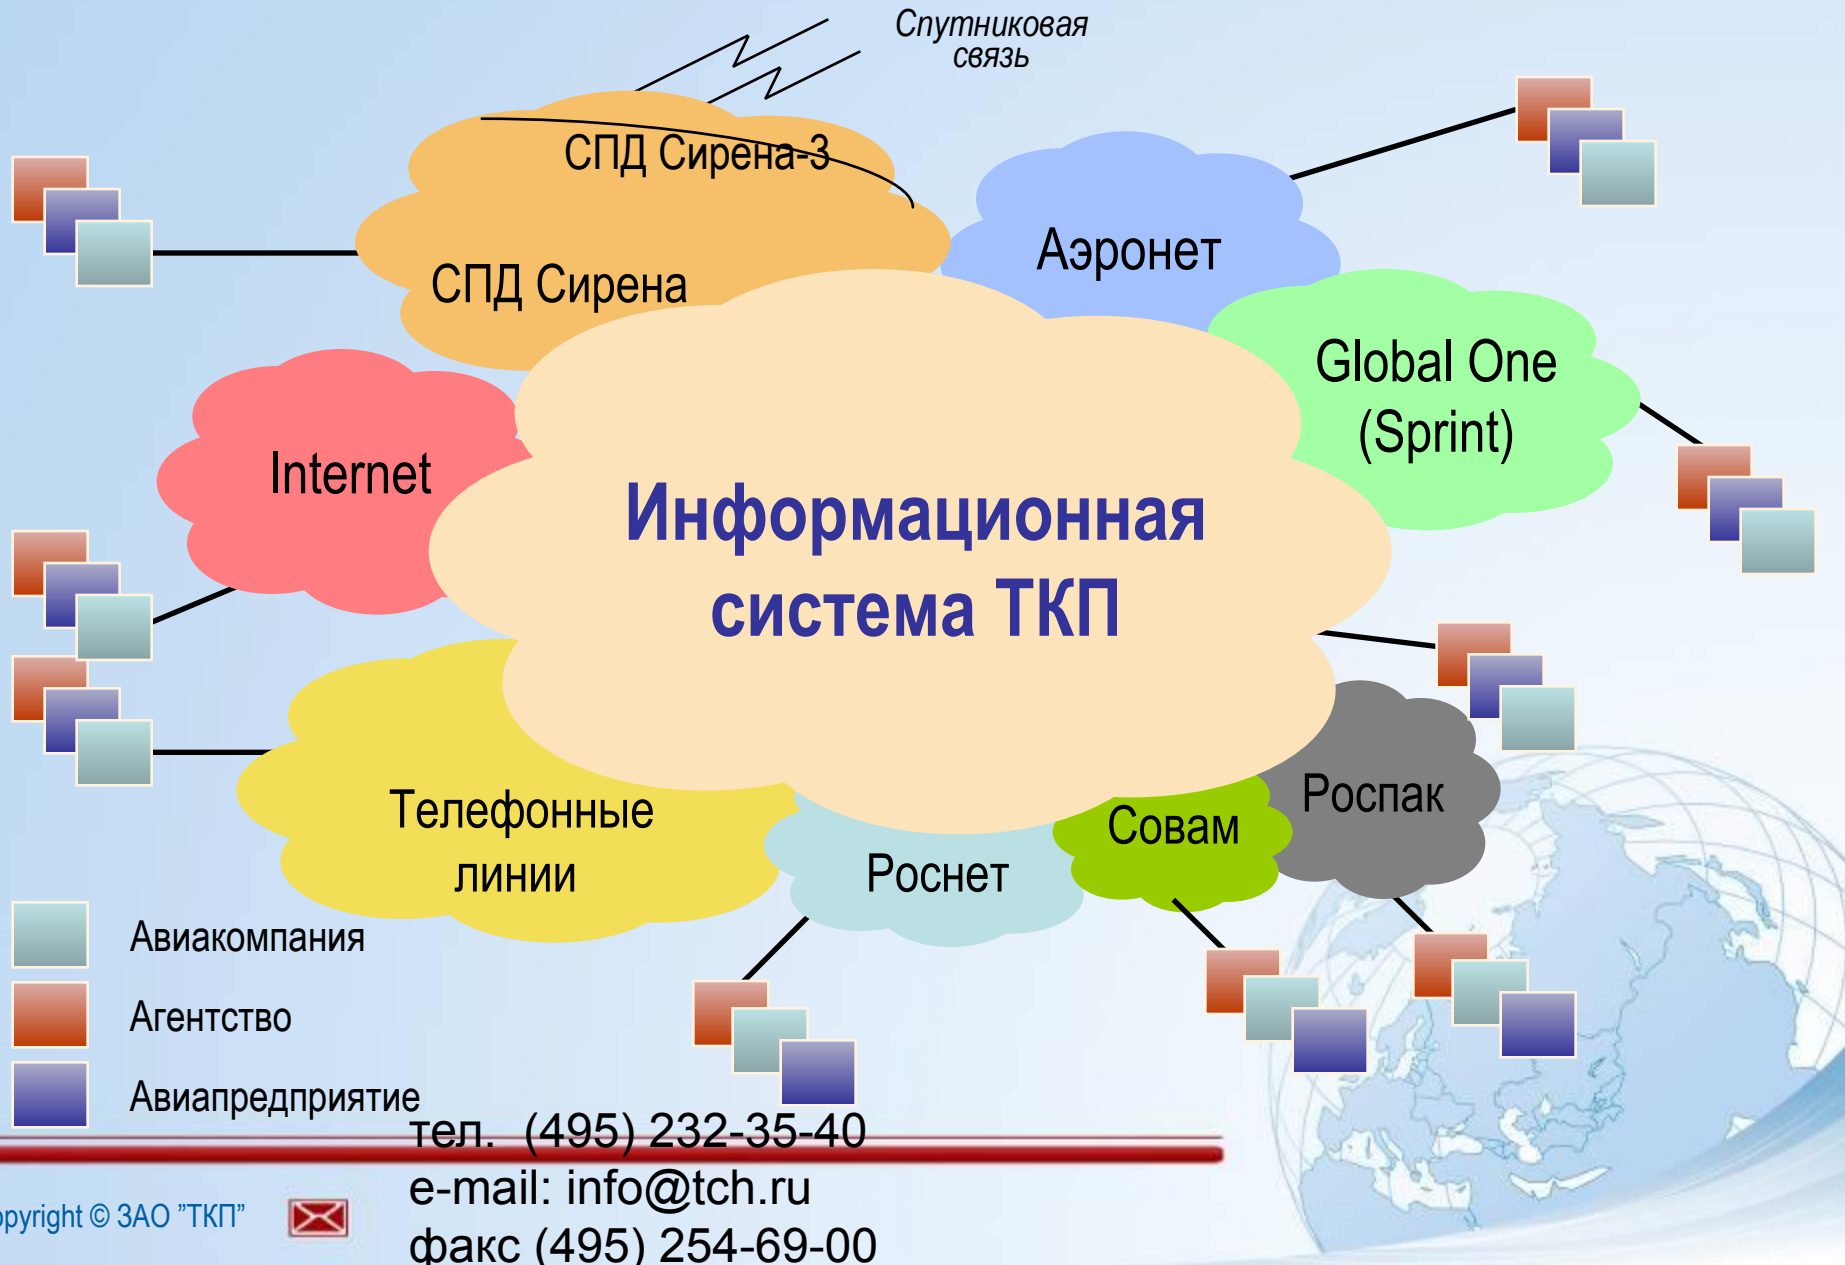 Спутниковая
связь
СПД Сирена-3
СПД Сирена
Аэронет
Global One
(Sprint)
Internet
Информационная
система ТКП
Телефонные
линии
Роснет
Совам
Роспак
Авиакомпания
Агентство
Авиапредприятие
тел.  (495) 232-35-40
e-mail: info@tch.ru
факс (495) 254-69-00
opyright © ЗАО ”ТКП”